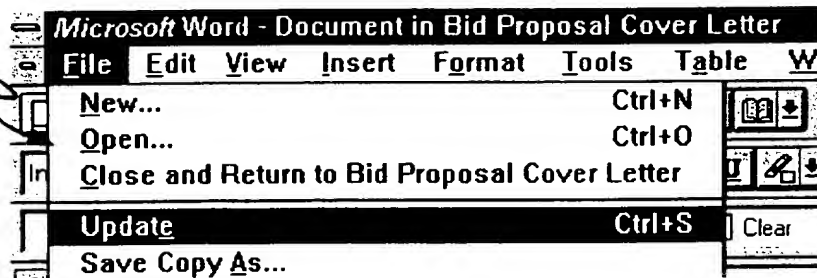 Microsoft Word - Document in Bid Proposal Cover Letter
File Edit View Insert Format Tools Table W
New... Ctrl+N
Open... Ctrl+O
Close and Return to Bid Proposal Cover Letter
In U
Update Ctrl+S
Clear
Save Copy As...